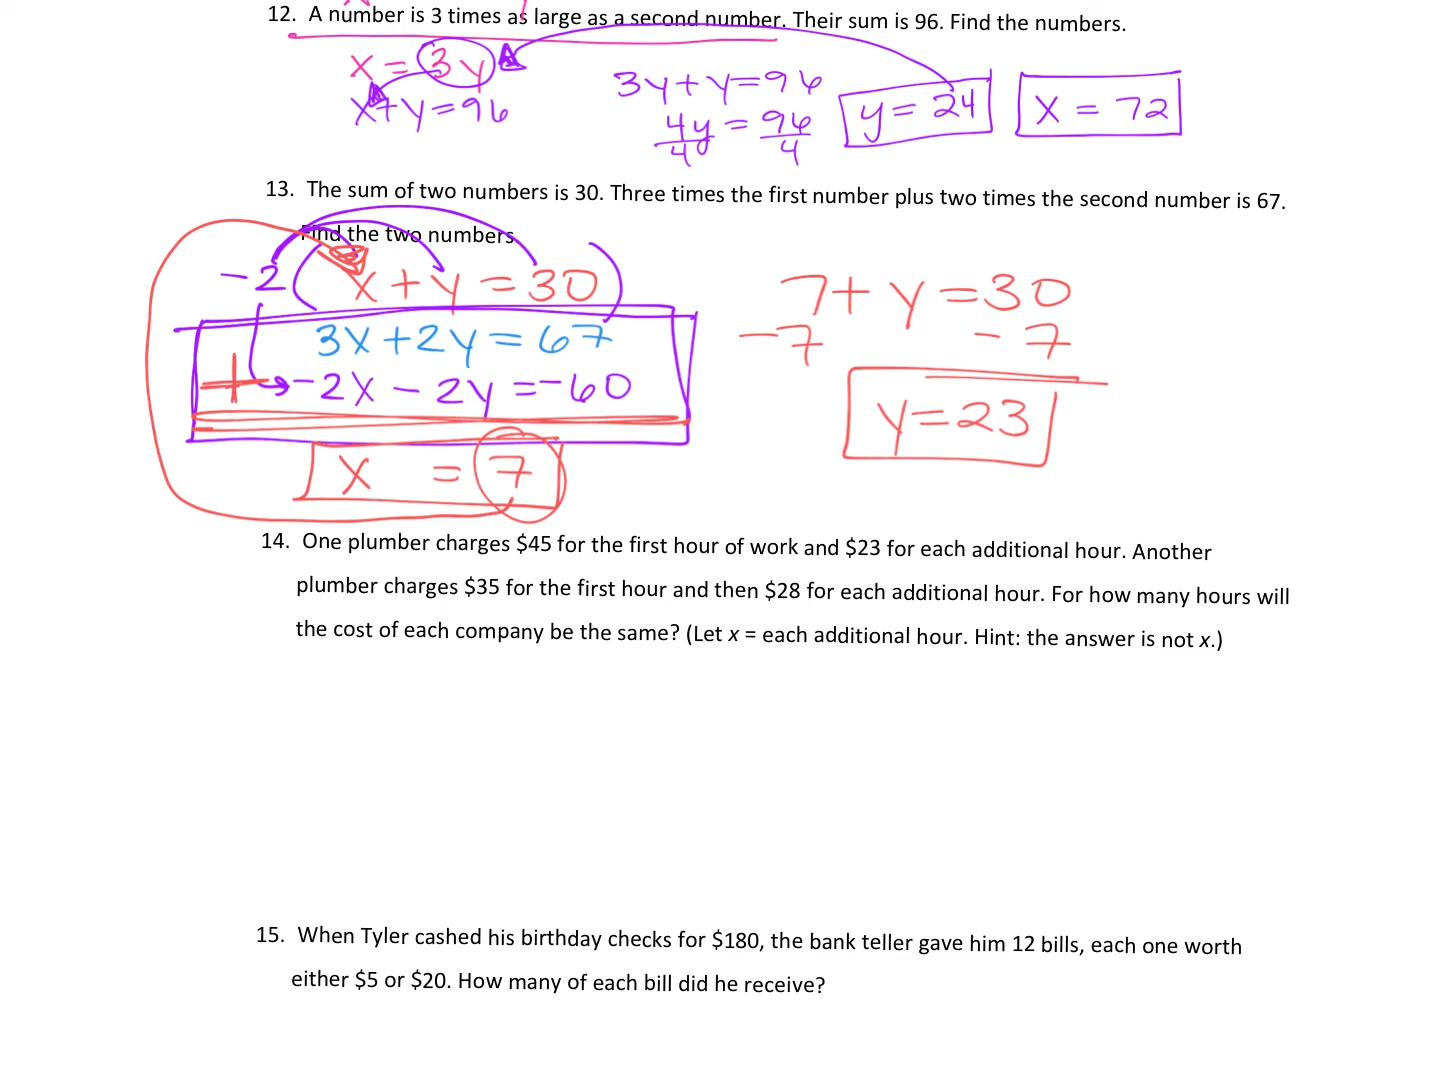 12. A number is 3 times as large as a second number. Their sum is 96. Find the numbers.
x = 3y
x+y=96
3y+y=96
4y = 96
4 4
y = 24
x = 72
13. The sum of two numbers is 30. Three times the first number plus two times the second number is 67.
Find the two numbers.
-2( x + y = 30 )
3x+2y=67
+ -2x - 2y = -60
x = 7
7+ y = 30
-7 - 7
y=23
14. One plumber charges $45 for the first hour of work and $23 for each additional hour. Another
plumber charges $35 for the first hour and then $28 for each additional hour. For how many hours will
the cost of each company be the same? (Let x = each additional hour. Hint: the answer is not x.)
15. When Tyler cashed his birthday checks for $180, the bank teller gave him 12 bills, each one worth
either $5 or $20. How many of each bill did he receive?